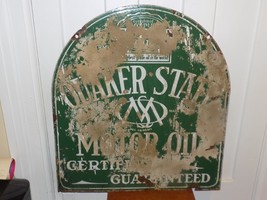 QUAKER STATE
MOTOR OIL
CERTIFIED
GUARANTEED